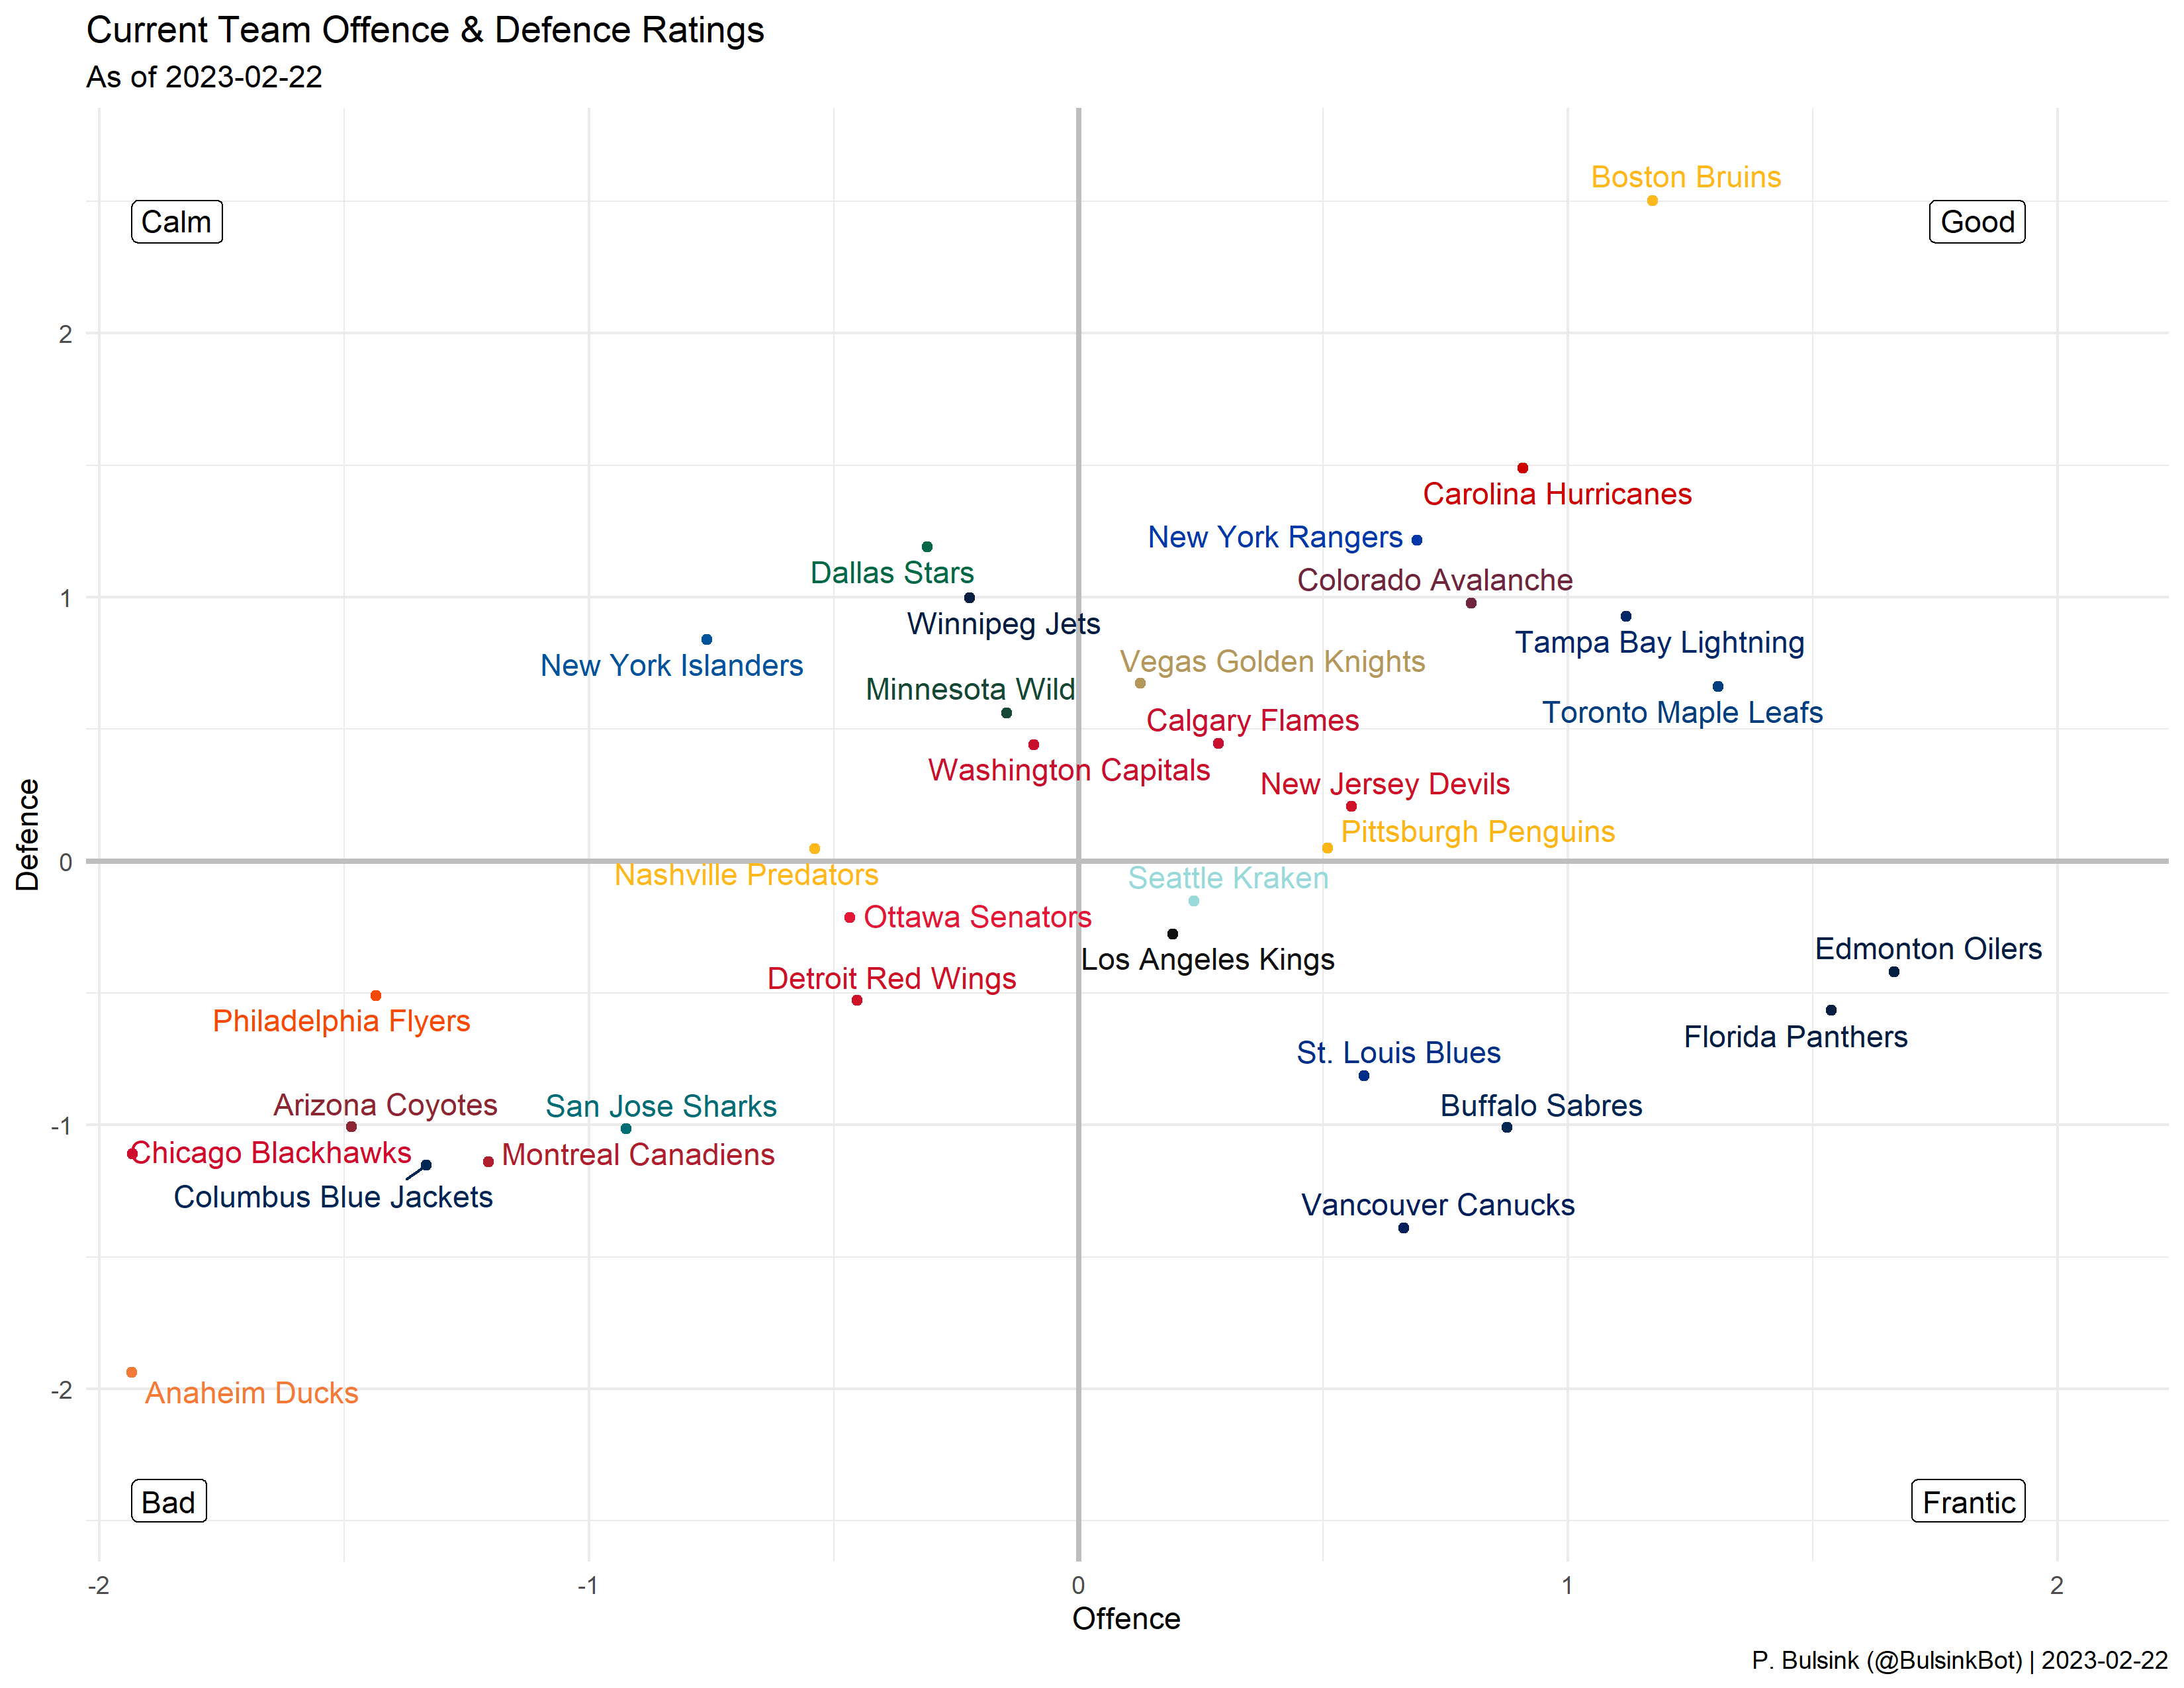 Current Team Offence & Defence Ratings
As of 2023-02-22
Boston Bruins
Calm
Good
2
Carolina Hurricanes
New York Rangers
Dallas Stars
Colorado Avalanche
1
Winnipeg Jets
Tampa Bay Lightning
New York Islanders
Vegas Golden Knights
Minnesota Wild
Toronto Maple Leafs
Calgary Flames
Washington Capitals
New Jersey Devils
Pittsburgh Penguins
Defence
0
Nashville Predators
Seattle Kraken
Ottawa Senators
Edmonton Oilers
Los Angeles Kings
Detroit Red Wings
Philadelphia Flyers
Florida Panthers
St. Louis Blues
Arizona Coyotes
San Jose Sharks
Buffalo Sabres
-1
Chicago Blackhawks
Montreal Canadiens
Columbus Blue Jackets
Vancouver Canucks
-2
Anaheim Ducks
Bad
Frantic
-2
-1
0
1
2
Offence
P. Bulsink (@BulsinkBot) | 2023-02-22